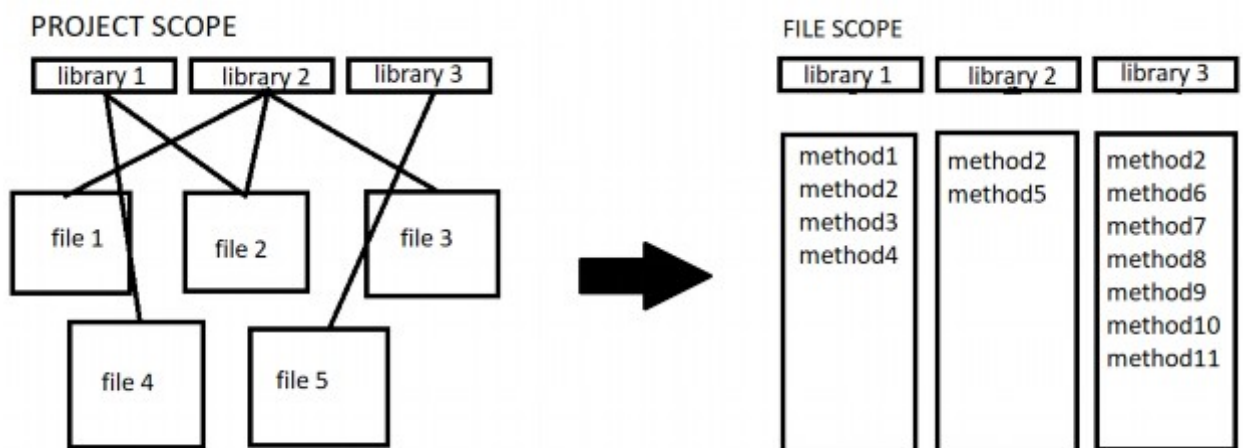 PROJECT SCOPE
library 1
library 2
library 3
file 1
file 2
file 3
file 4
file 5
FILE SCOPE
library 1
library 2
library 3
method1
method2
method3
method4
method2
method5
method2
method6
method7
method8
method9
method10
method11